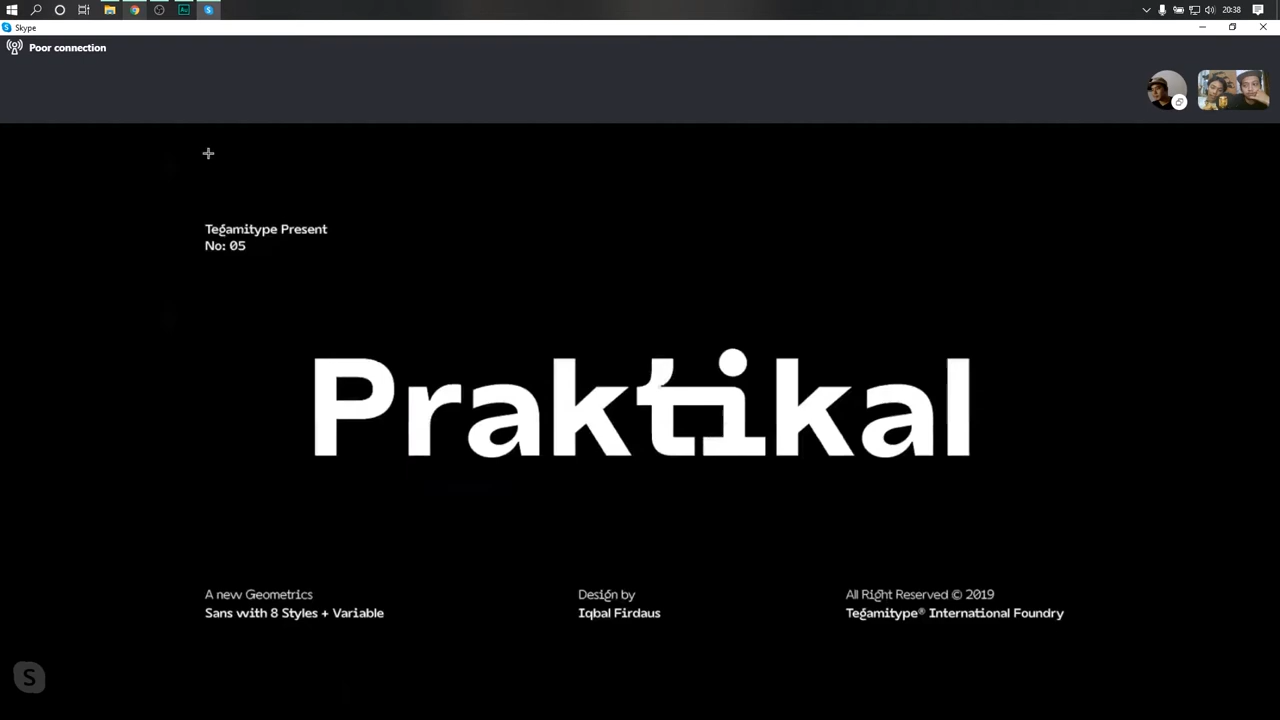 20:38
Skype
Poor connection
Tegamitype Present
No: 05
Praktikal
A new Geometrics
Sans with 8 Styles + Variable
Design by
Iqbal Firdaus
All Right Reserved © 2019
Tegamitype® International Foundry